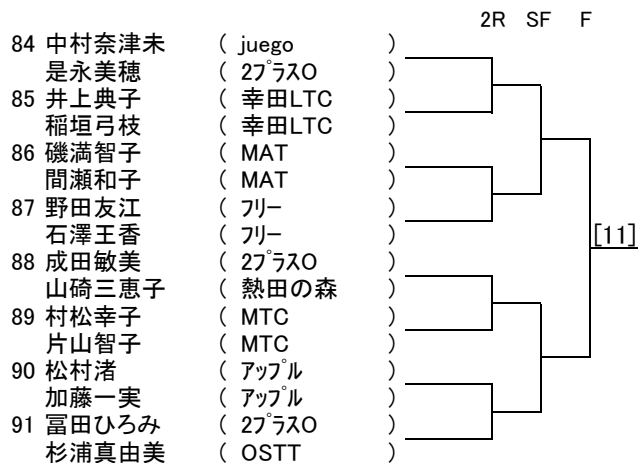 2R SF F
84 中村奈津未 ( juego )
是永美穂 ( 2ﾌﾟﾗｽO )
85 井上典子 ( 幸田LTC )
稲垣弓枝 ( 幸田LTC )
86 磯満智子 ( MAT )
間瀬和子 ( MAT )
87 野田友江 ( ﾌﾘｰ )
石澤王香 ( ﾌﾘｰ )
[11]
88 成田敏美 ( 2ﾌﾟﾗｽO )
山碕三恵子 ( 熱田の森 )
89 村松幸子 ( MTC )
片山智子 ( MTC )
90 松村渚 ( ｱｯﾌﾟﾙ )
加藤一実 ( ｱｯﾌﾟﾙ )
91 冨田ひろみ ( 2ﾌﾟﾗｽO )
杉浦真由美 ( OSTT )